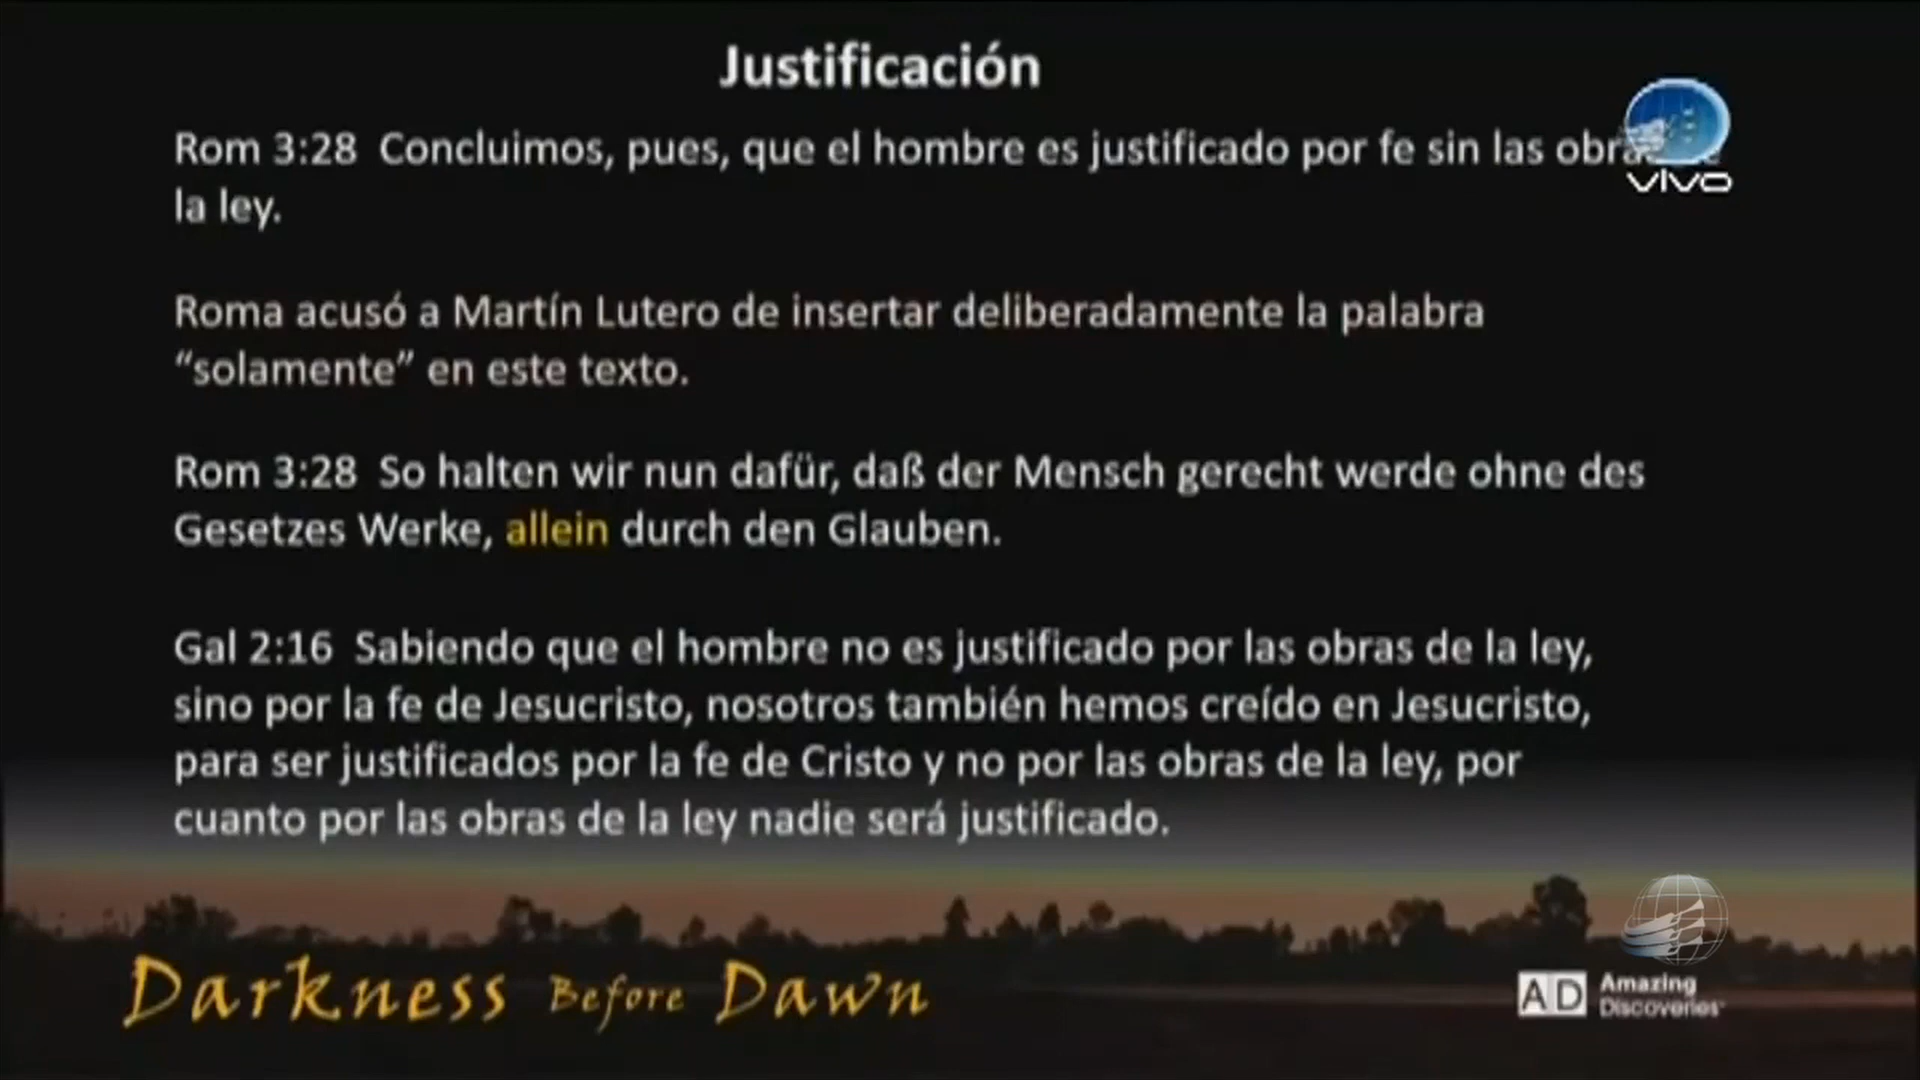 Justificación
Rom 3:28 Concluimos, pues, que el hombre es justificado por fe sin las
la ley.
VIVO
Roma acusó a Martín Lutero de insertar deliberadamente la palabra
“solamente” en este texto.
Rom 3:28 So halten wir nun dafür, daß der Mensch gerecht werde ohne des
Gesetzes Werke, allein durch den Glauben.
Gal 2:16 Sabiendo que el hombre no es justificado por las obras de la ley,
sino por la fe de Jesucristo, nosotros también hemos creído en Jesucristo,
para ser justificados por la fe de Cristo y no por las obras de la ley, por
cuanto por las obras de la ley nadie será justificado.
Darkness Before Dawn
AD Amazing
Discoveries